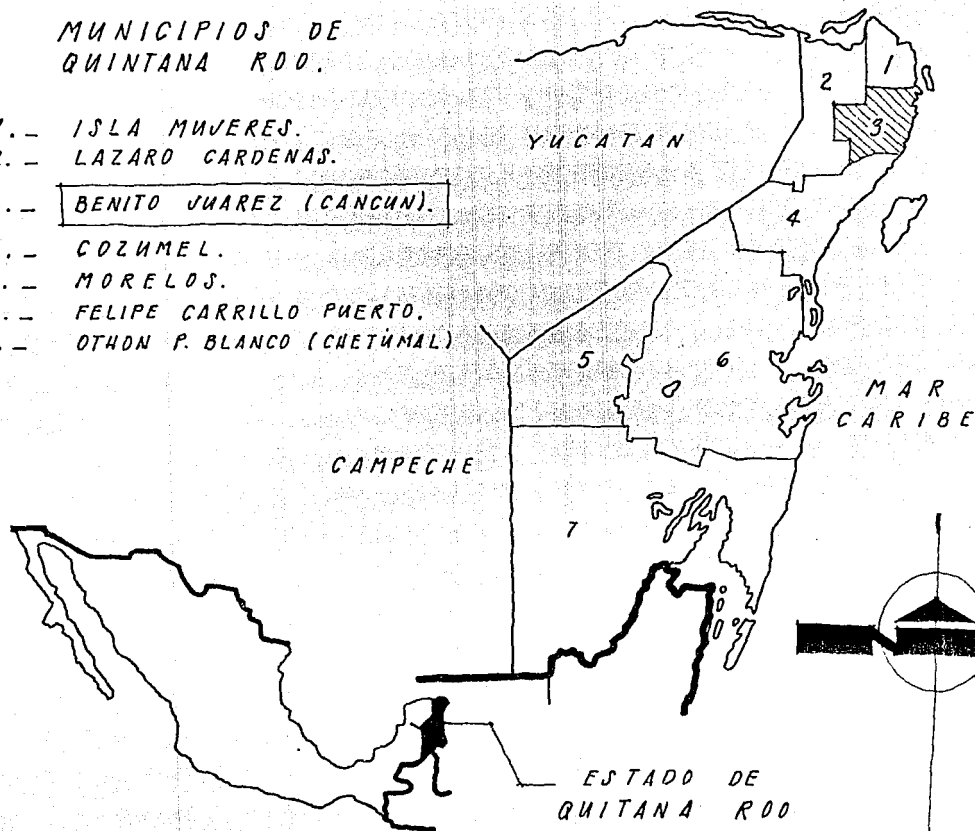 MUNICIPIOS DE
QUINTANA ROO.
.- ISLA MUJERES.
.- LAZARO CARDENAS.
.- BENITO JUAREZ (CANCUN).
.- COZUMEL.
.- MORELOS.
.- FELIPE CARRILLO PUERTO.
.- OTHON P. BLANCO (CHETUMAL)
1
2
3
YUCATAN
4
5
6
MAR
CARIBE
CAMPECHE
7
ESTADO DE
QUITANA ROO